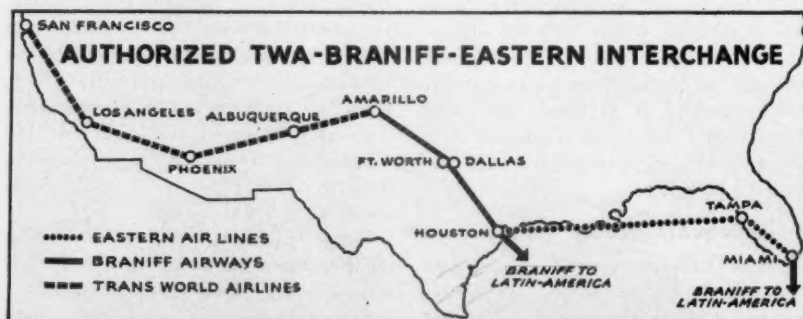 SAN FRANCISCO
AUTHORIZED TWA-BRANIFF-EASTERN INTERCHANGE
LOS ANGELES
ALBUQUERQUE
AMARILLO
PHOENIX
FT. WORTH
DALLAS
TAMPA
HOUSTON
MIAMI
EASTERN AIR LINES
BRANIFF AIRWAYS
TRANS WORLD AIRLINES
BRANIFF TO
LATIN-AMERICA
BRANIFF TO
LATIN-AMERICA